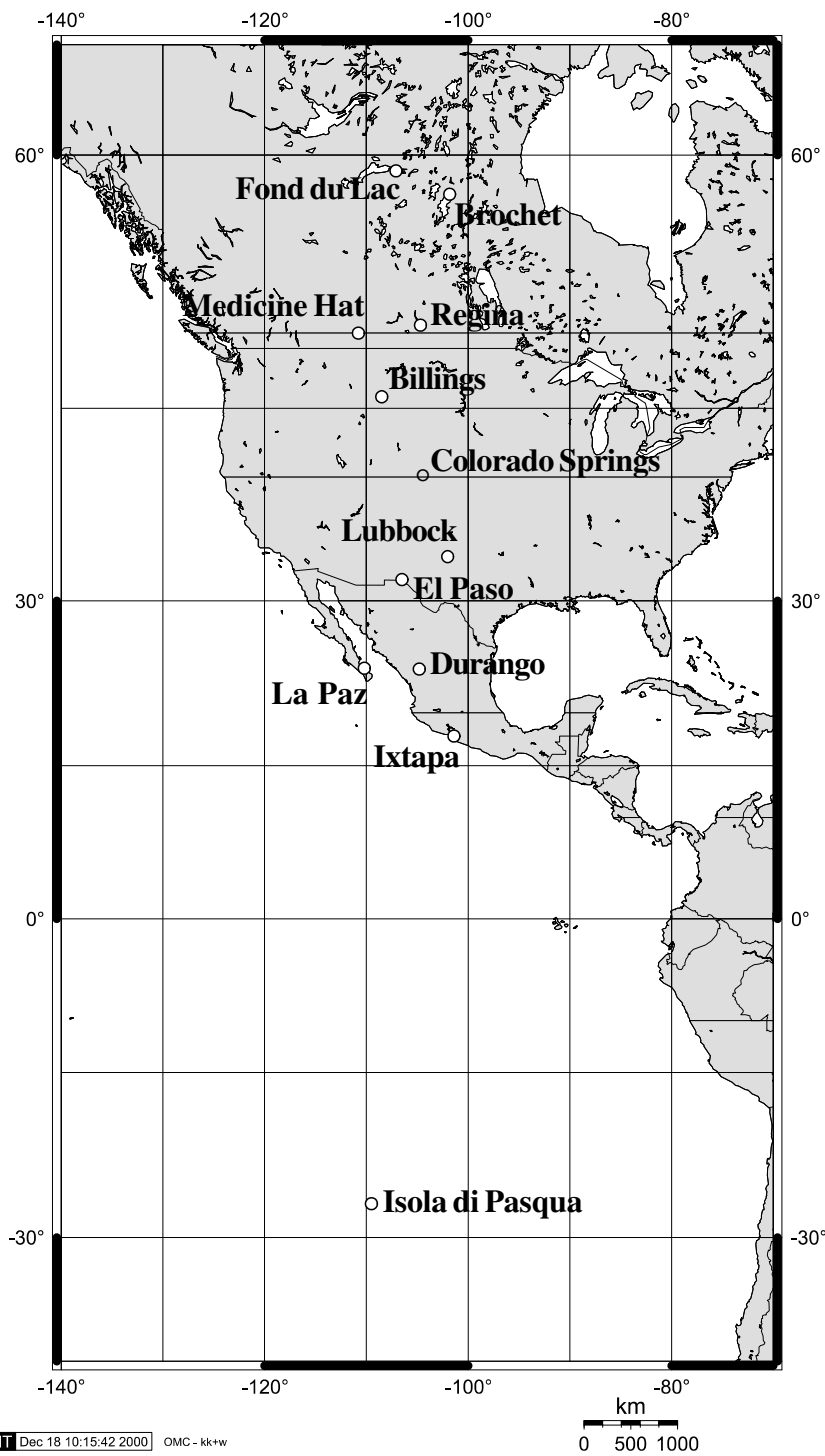 -140° -120° -100° -80°
60° 60°
Fond du Lac
Brochet
Medicine Hat
Regina
Billings
Colorado Springs
Lubbock
El Paso
30° 30°
Durango
La Paz
Ixtapa
0° 0°
Isola di Pasqua
-30° -30°
-140° -120° -100° -80°
km
0 500 1000
Dec 18 10:15:42 2000 OMC - kk+w